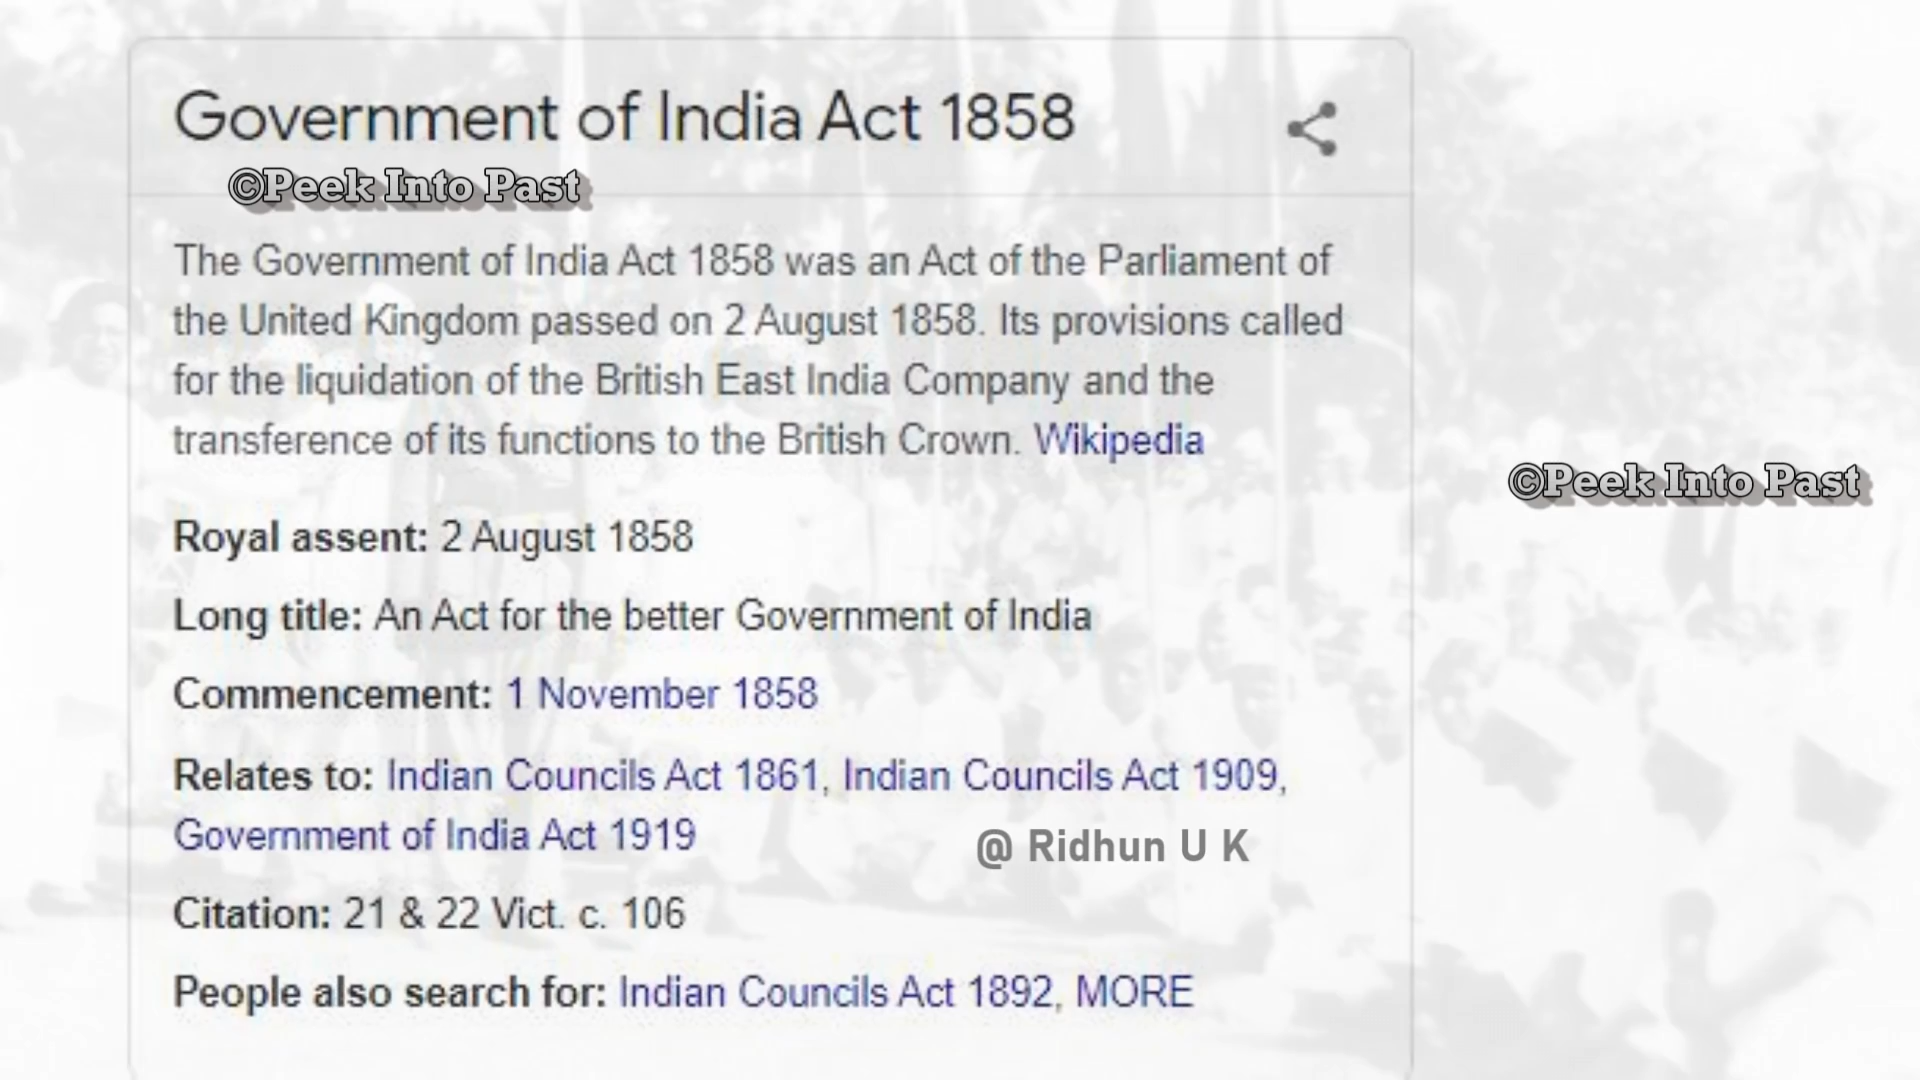 Government of India Act 1858
©Peek Into Past
The Government of India Act 1858 was an Act of the Parliament of
the United Kingdom passed on 2 August 1858. Its provisions called
for the liquidation of the British East India Company and the
transference of its functions to the British Crown. Wikipedia
©Peek Into Past
Royal assent: 2 August 1858
Long title: An Act for the better Government of India
Commencement: 1 November 1858
Relates to: Indian Councils Act 1861, Indian Councils Act 1909,
Government of India Act 1919
@ Ridhun U K
Citation: 21 & 22 Vict. c. 106
People also search for: Indian Councils Act 1892, MORE